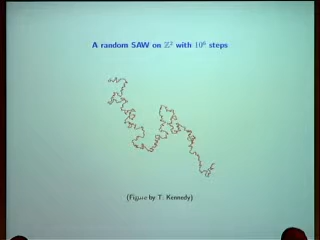 A random SAW on ℤ² with 10⁶ steps
(Figure by T. Kennedy)